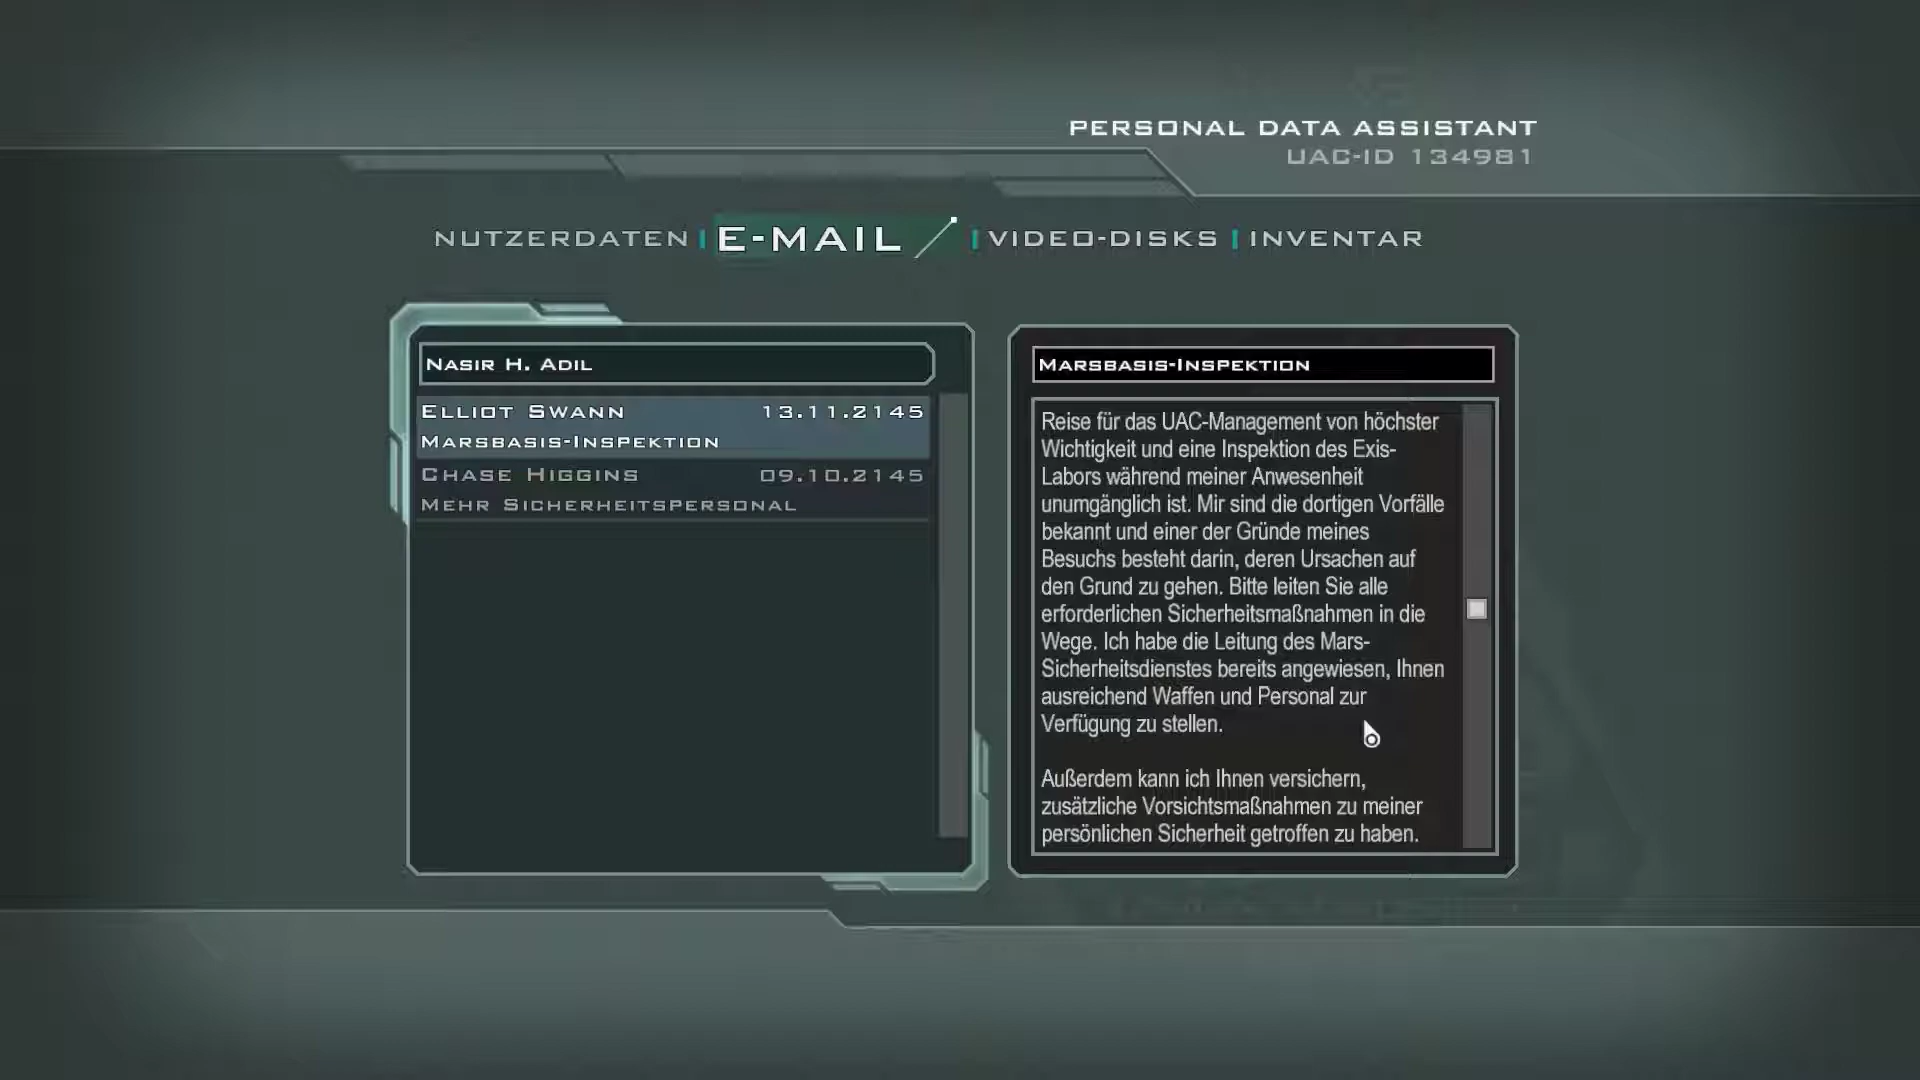 PERSONAL DATA ASSISTANT
UAC-ID 134981
NUTZERDATEN
E-MAIL
VIDEO-DISKS
INVENTAR
Nasir H. Adil
Elliot Swann 13.11.2145
Marsbasis-Inspektion
Chase Higgins 09.10.2145
Mehr Sicherheitspersonal
Marsbasis-Inspektion
Reise für das UAC-Management von höchster
Wichtigkeit und eine Inspektion des Exis-
Labors während meiner Anwesenheit
unumgänglich ist. Mir sind die dortigen Vorfälle
bekannt und einer der Gründe meines
Besuchs besteht darin, deren Ursachen auf
den Grund zu gehen. Bitte leiten Sie alle
erforderlichen Sicherheitsmaßnahmen in die
Wege. Ich habe die Leitung des Mars-
Sicherheitsdienstes bereits angewiesen, Ihnen
ausreichend Waffen und Personal zur
Verfügung zu stellen.
Außerdem kann ich Ihnen versichern,
zusätzliche Vorsichtsmaßnahmen zu meiner
persönlichen Sicherheit getroffen zu haben.